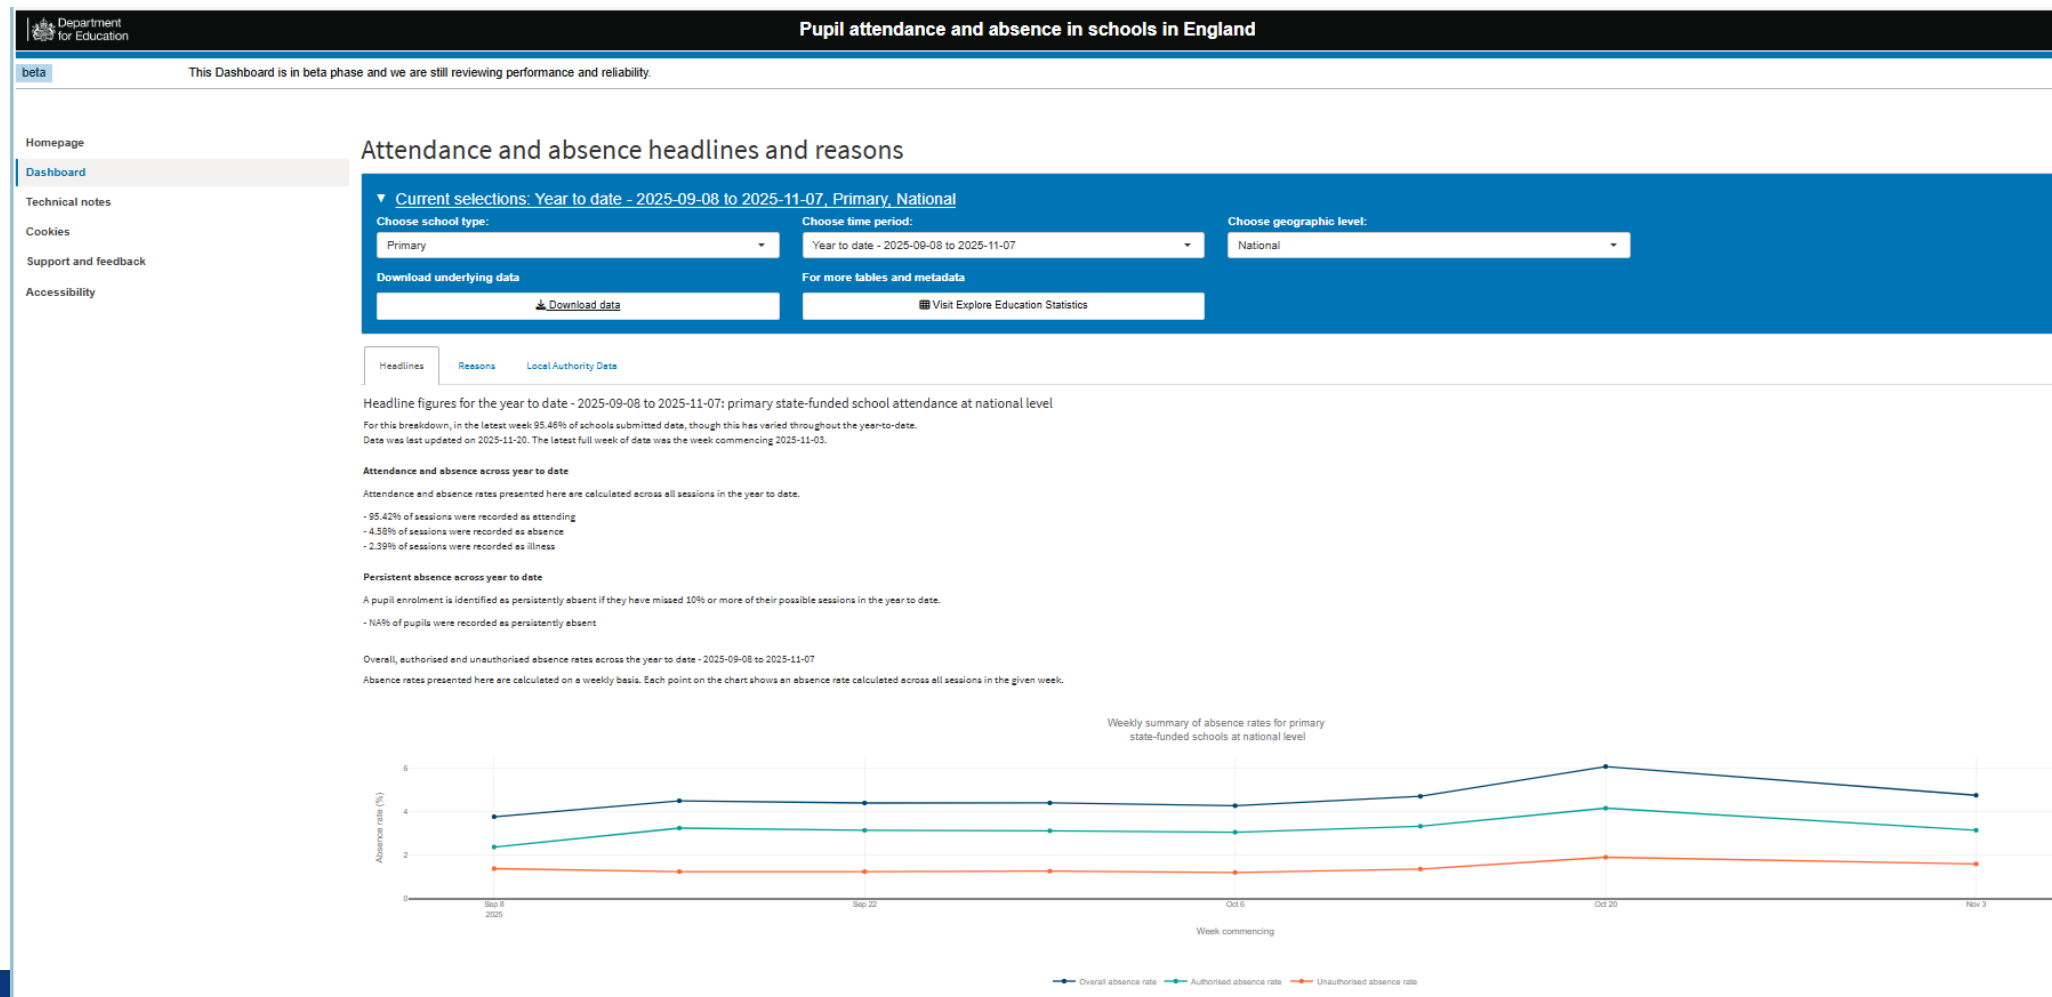 Department
for Education
Pupil attendance and absence in schools in England
beta
This Dashboard is in beta phase and we are still reviewing performance and reliability.
Homepage
Dashboard
Technical notes
Cookies
Support and feedback
Accessibility
Attendance and absence headlines and reasons
▼ Current selections: Year to date - 2025-09-08 to 2025-11-07, Primary, National
Choose school type:
Primary
Choose time period:
Year to date - 2025-09-08 to 2025-11-07
Choose geographic level:
National
Download underlying data
Download data
For more tables and metadata
Visit Explore Education Statistics
Headlines
Reasons
Local Authority Data
Headline figures for the year to date - 2025-09-08 to 2025-11-07: primary state-funded school attendance at national level
For this breakdown, in the latest week 95.46% of schools submitted data, though this has varied throughout the year-to-date.
Data was last updated on 2025-11-20. The latest full week of data was the week commencing 2025-11-03.
Attendance and absence across year to date
Attendance and absence rates presented here are calculated across all sessions in the year to date.
- 95.42% of sessions were recorded as attending
- 4.58% of sessions were recorded as absence
- 2.39% of sessions were recorded as illness
Persistent absence across year to date
A pupil enrolment is identified as persistently absent if they have missed 10% or more of their possible sessions in the year to date.
- NA% of pupils were recorded as persistently absent
Overall, authorised and unauthorised absence rates across the year to date - 2025-09-08 to 2025-11-07
Absence rates presented here are calculated on a weekly basis. Each point on the chart shows an absence rate calculated across all sessions in the given week.
Weekly summary of absence rates for primary
state-funded schools at national level
Absence rate (%)
6
4
2
0
Sep 8
2025
Sep 22
Oct 6
Oct 20
Nov 3
Week commencing
Overall absence rate
Authorised absence rate
Unauthorised absence rate